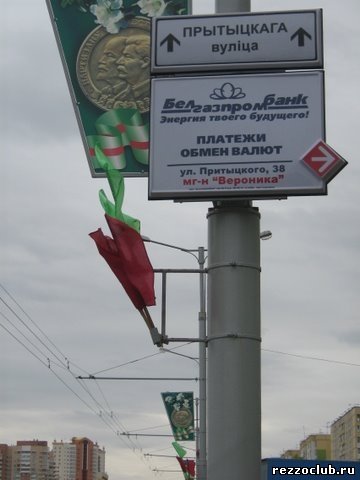 ПРЫТЫЦКАГА
вуліца
Белгазпромбанк
Энергия твоего будущего!
ПЛАТЕЖИ
ОБМЕН ВАЛЮТ
ул. Притыцкого, 38
мг-н "Вероника"
rezzoclub.ru